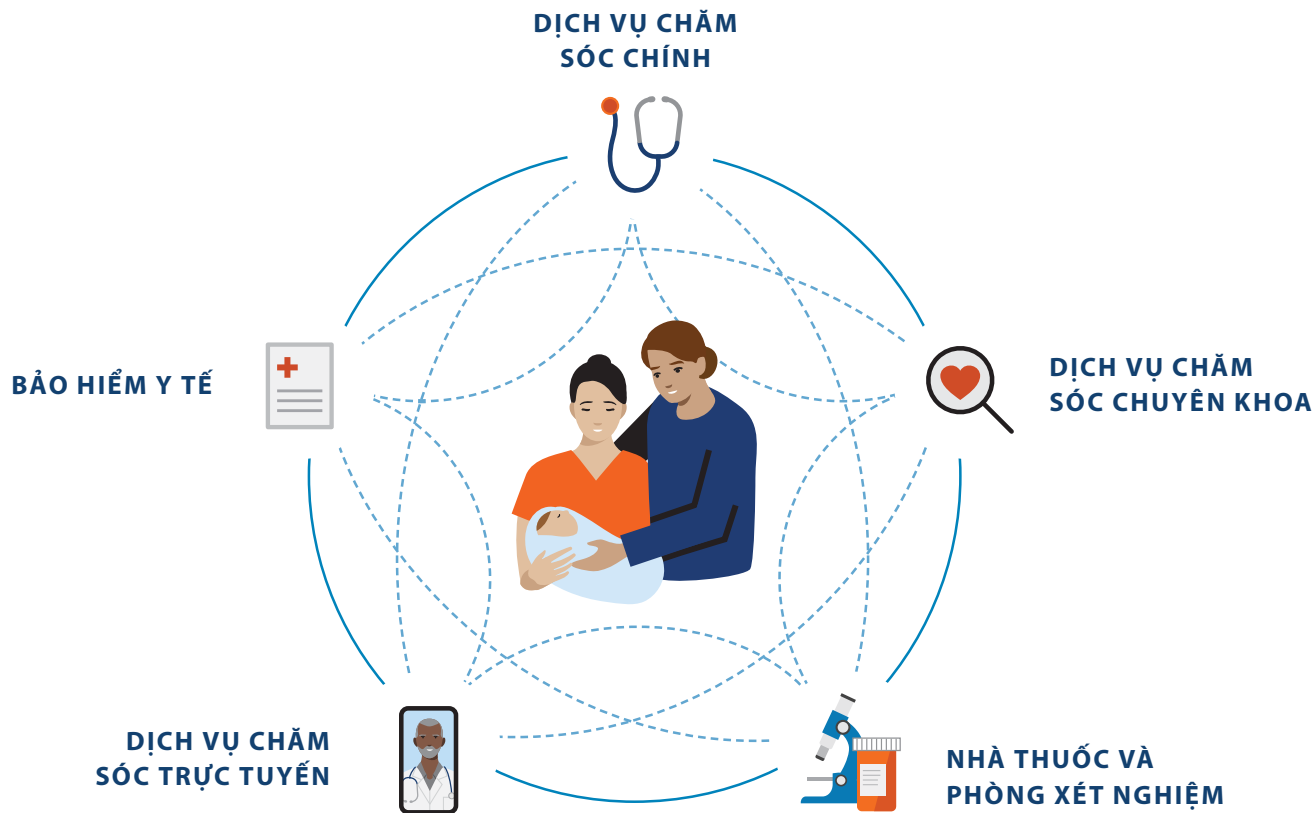 DỊCH VỤ CHĂM
SÓC CHÍNH
BẢO HIỂM Y TẾ
DỊCH VỤ CHĂM
SÓC CHUYÊN KHOA
DỊCH VỤ CHĂM
SÓC TRỰC TUYẾN
NHÀ THUỐC VÀ
PHÒNG XÉT NGHIỆM